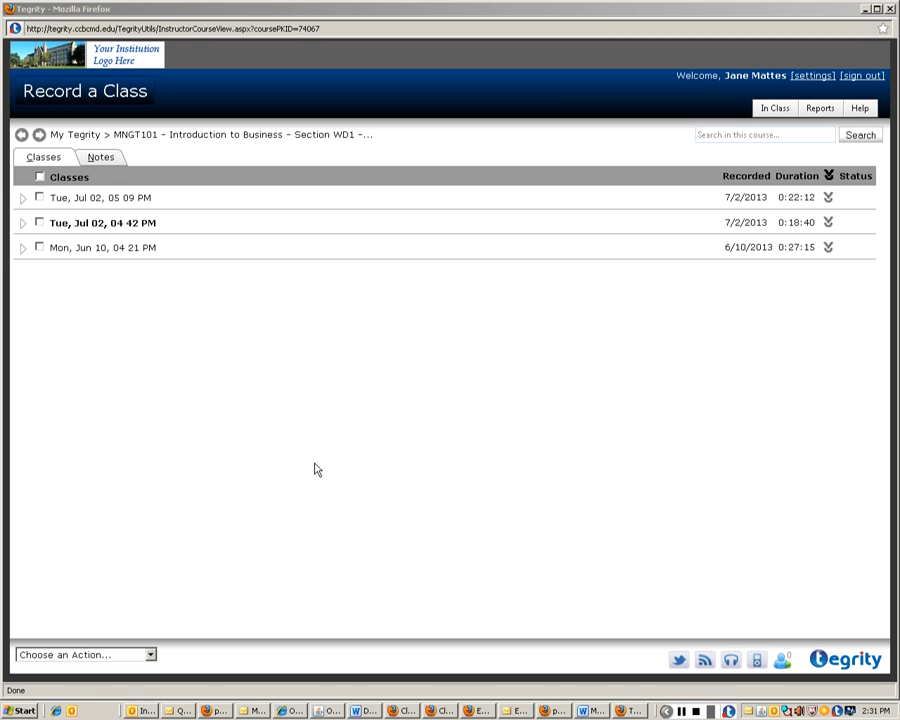 Tegrity - Mozilla Firefox
http://tegrity.ccbcmd.edu/TegrityUtils/InstructorCourseView.aspx?coursePKID=74067
Your Institution
Logo Here
Welcome, Jane Mattes [settings] [sign out]
Record a Class
In Class Reports Help
My Tegrity > MNGT101 - Introduction to Business - Section WD1 -...
Search in this course... Search
Classes Notes
Classes Recorded Duration Status
Tue, Jul 02, 05 09 PM 7/2/2013 0:22:12
Tue, Jul 02, 04 42 PM 7/2/2013 0:18:40
Mon, Jun 10, 04 21 PM 6/10/2013 0:27:15
Choose an Action...
0
tegrity
Done
Start In... Q... p... M... O... O... D... Cl... Cl... E... E... p... M... T... 2:31 PM